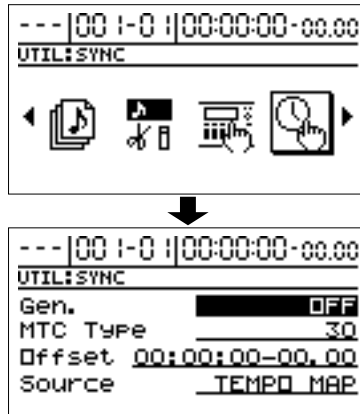 ---|001-01|00:00:00-00.00
UTIL:SYNC
---|001-01|00:00:00-00.00
UTIL:SYNC
Gen. OFF
MTC Type 30
Offset 00:00:00-00.00
Source TEMPO MAP